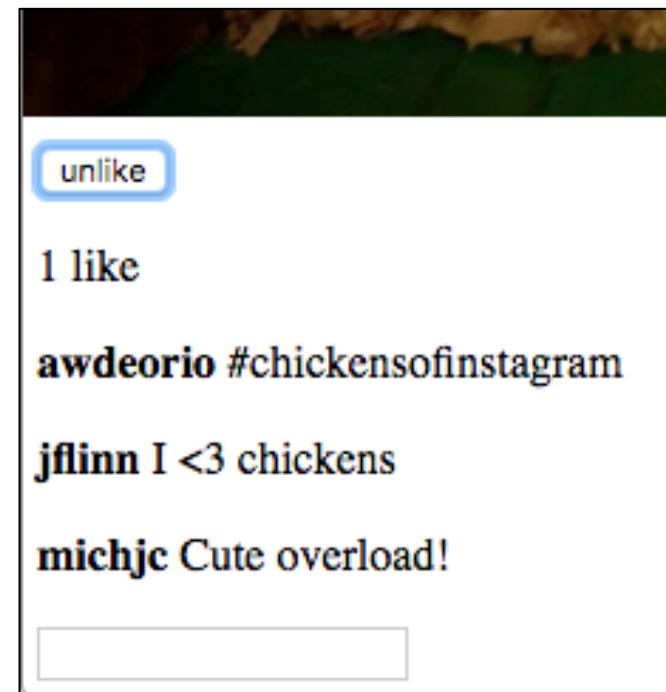 unlike
1 like
awdeorio #chickensofinstagram
jflinn I <3 chickens
michjc Cute overload!